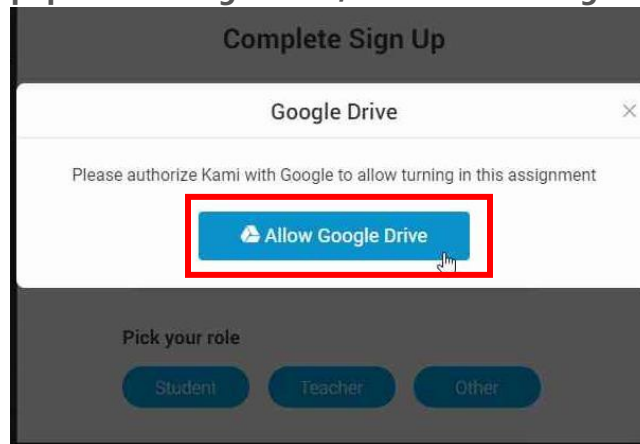 Complete Sign Up
Google Drive
Please authorize Kami with Google to allow turning in this assignment
Allow Google Drive
Pick your role
Student Teacher Other